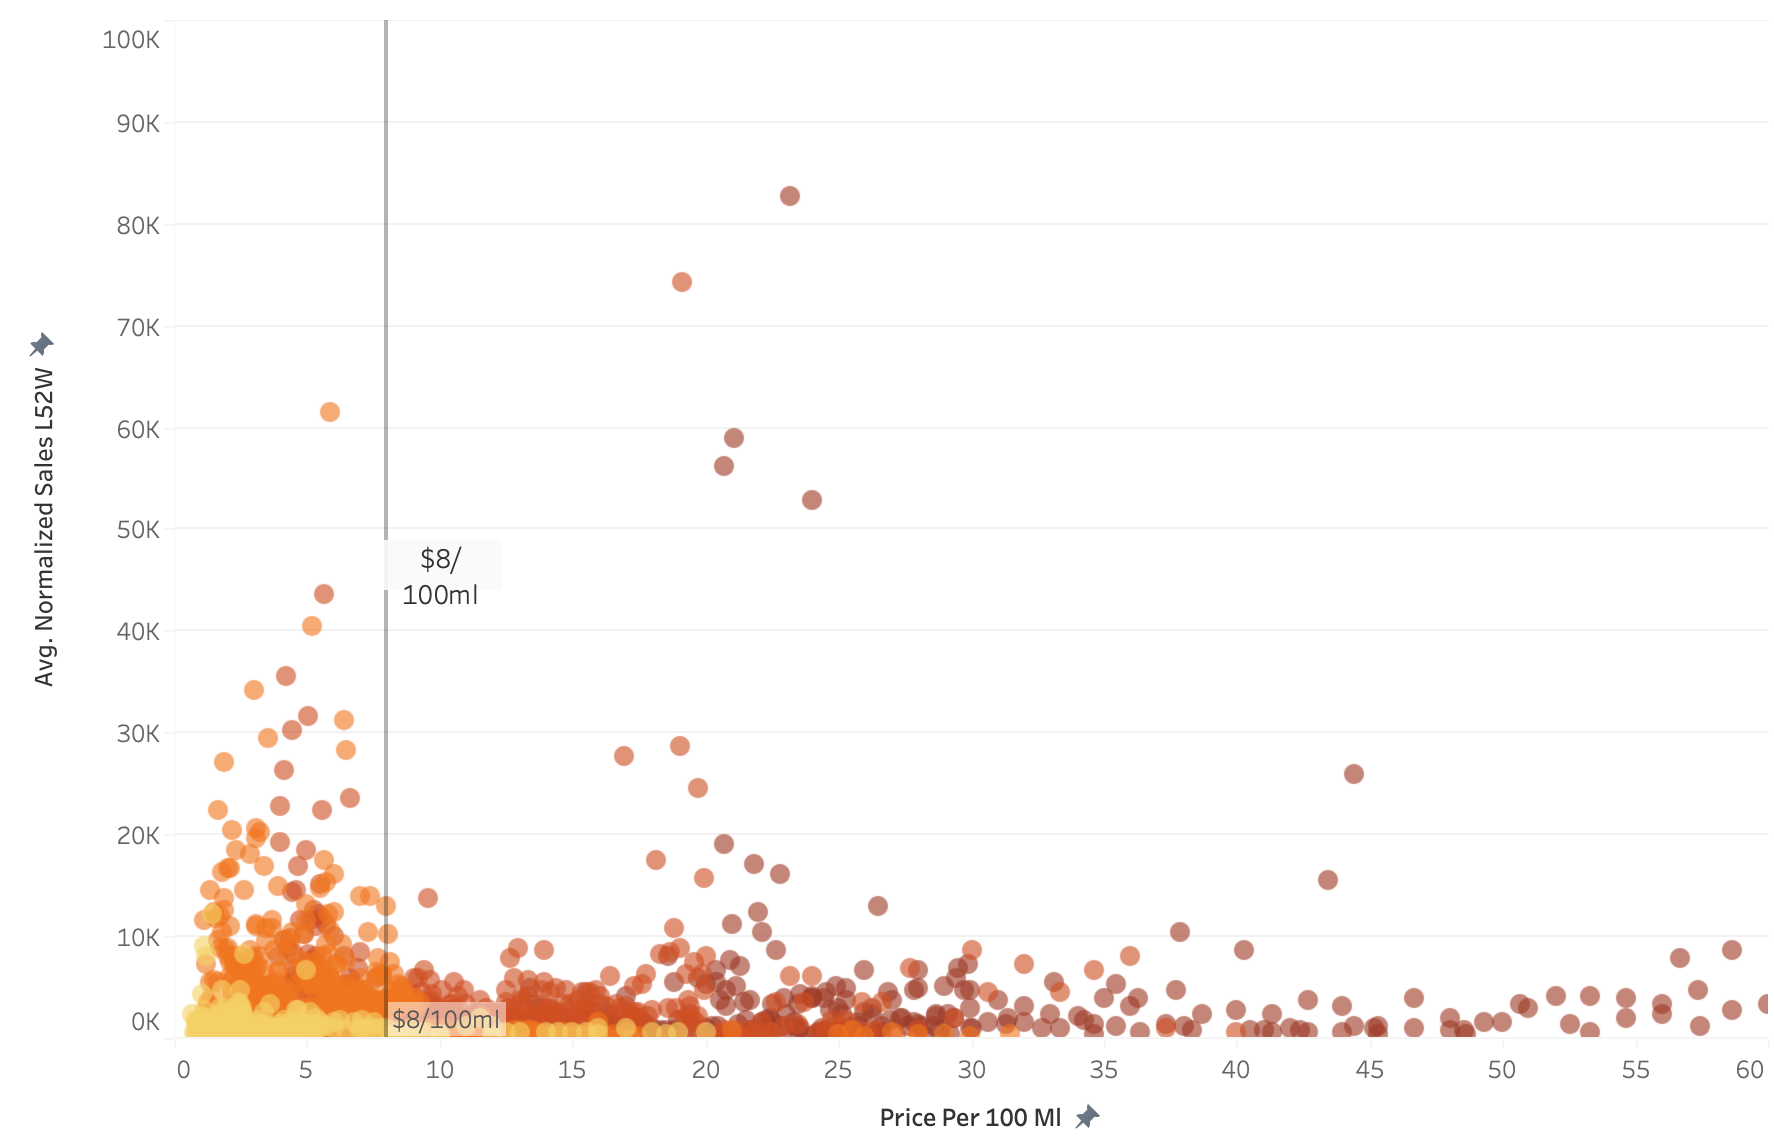 100K
90K
80K
70K
60K
50K
40K
30K
20K
10K
0K
Avg. Normalized Sales L52W
$8/
100ml
$8/100ml
0 5 10 15 20 25 30 35 40 45 50 55 60
Price Per 100 Ml